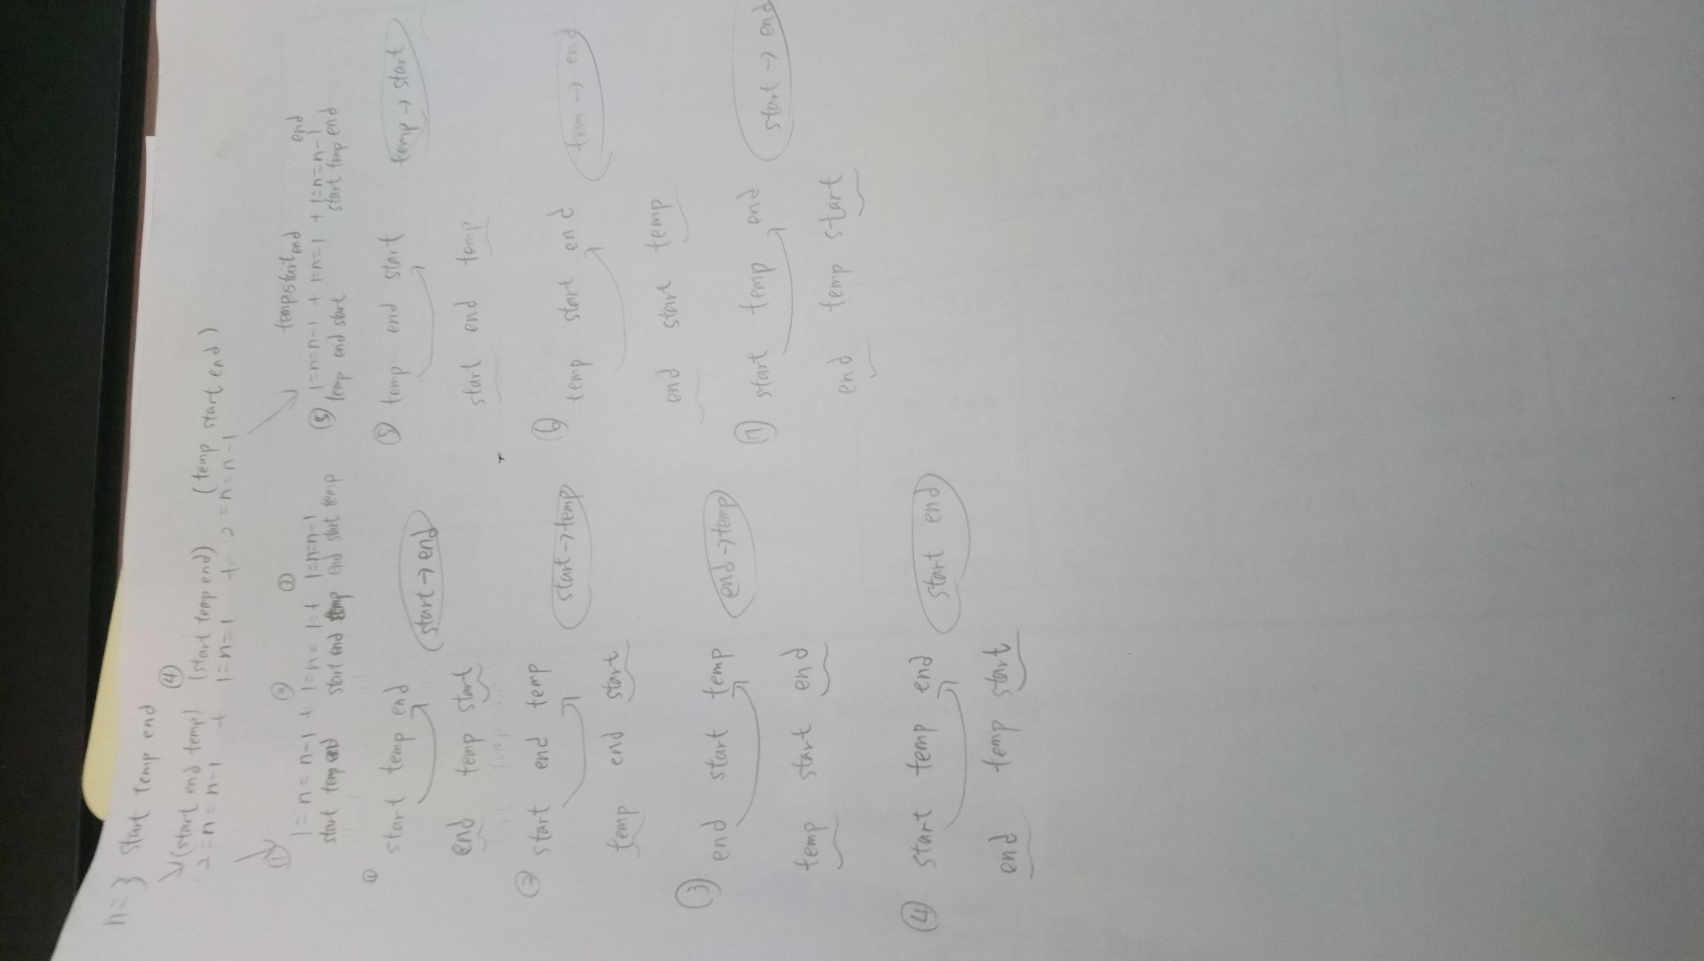 n=3 start temp end
④
(start end temp) (start temp end) (temp start end)
2=n=n-1 + 1=n=1 + 2=n=n-1
① ② ③
1=n=n-1 + 1=n=1+ 1=n=n-1
start temp end start end temp end start temp
temp start end end
⑤ 1=n=n-1 + 1=n=1 + 1=n=n-1
temp end start start temp end
① start temp end start→end
end temp start
② start end temp start→temp
temp end start
③ end start temp end→temp
temp start end
④ start temp end start end
end temp start
⑤ temp end start temp→start
start end temp
⑥ temp start end tem→end
end start temp
⑦ start temp end start→end
end temp start